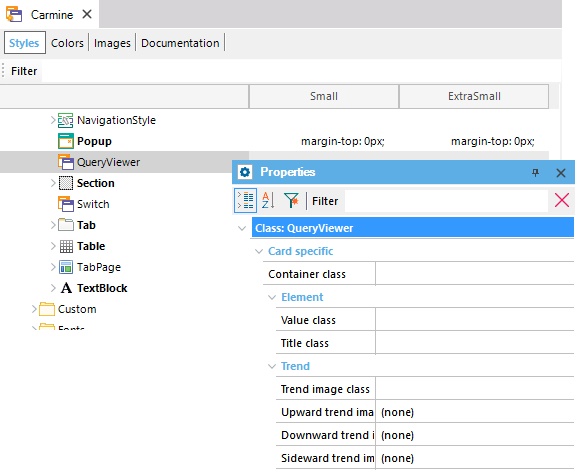 Carmine
Styles Colors Images Documentation
Filter
Small ExtraSmall
NavigationStyle
Popup margin-top: 0px; margin-top: 0px;
QueryViewer
Section
Switch
Tab
Table
TabPage
TextBlock
Custom
Fonts
Properties
Filter
Class: QueryViewer
Card specific
Container class
Element
Value class
Title class
Trend
Trend image class
Upward trend ima (none)
Downward trend i (none)
Sideward trend im (none)